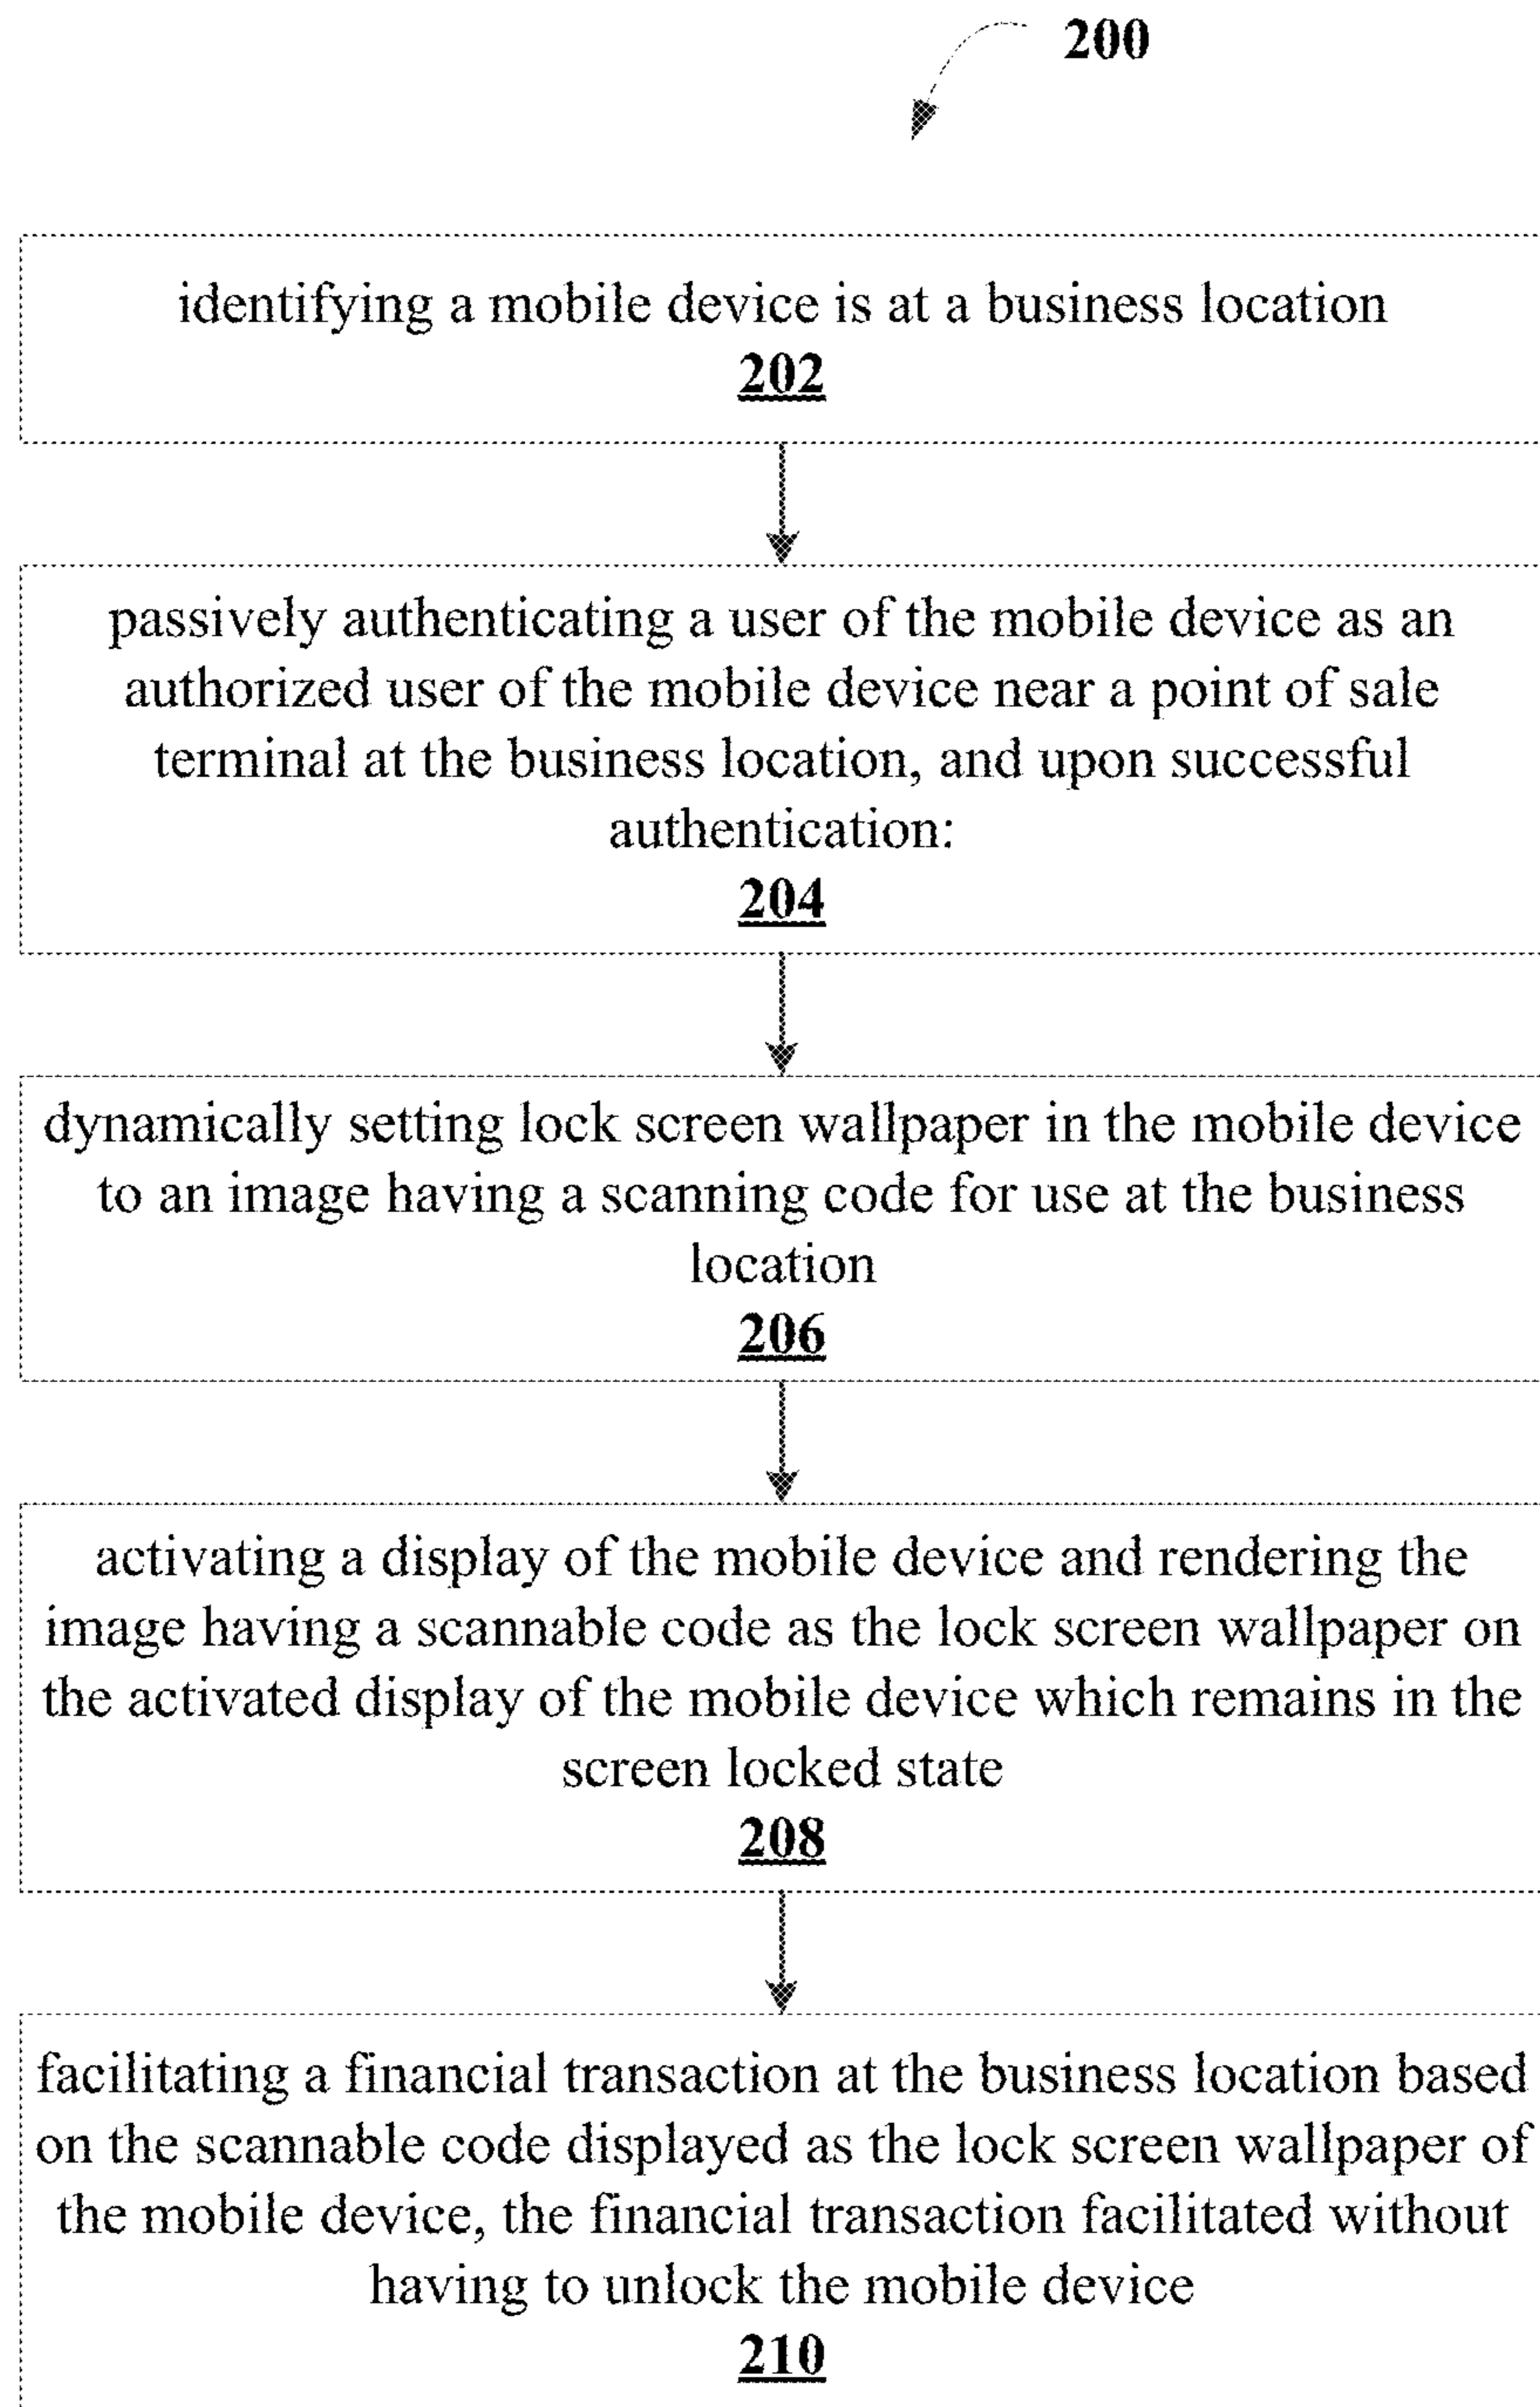 200
identifying a mobile device is at a business location
202
passively authenticating a user of the mobile device as an
authorized user of the mobile device near a point of sale
terminal at the business location, and upon successful
authentication:
204
dynamically setting lock screen wallpaper in the mobile device
to an image having a scanning code for use at the business
location
206
activating a display of the mobile device and rendering the
image having a scannable code as the lock screen wallpaper on
the activated display of the mobile device which remains in the
screen locked state
208
facilitating a financial transaction at the business location based
on the scannable code displayed as the lock screen wallpaper of
the mobile device, the financial transaction facilitated without
having to unlock the mobile device
210